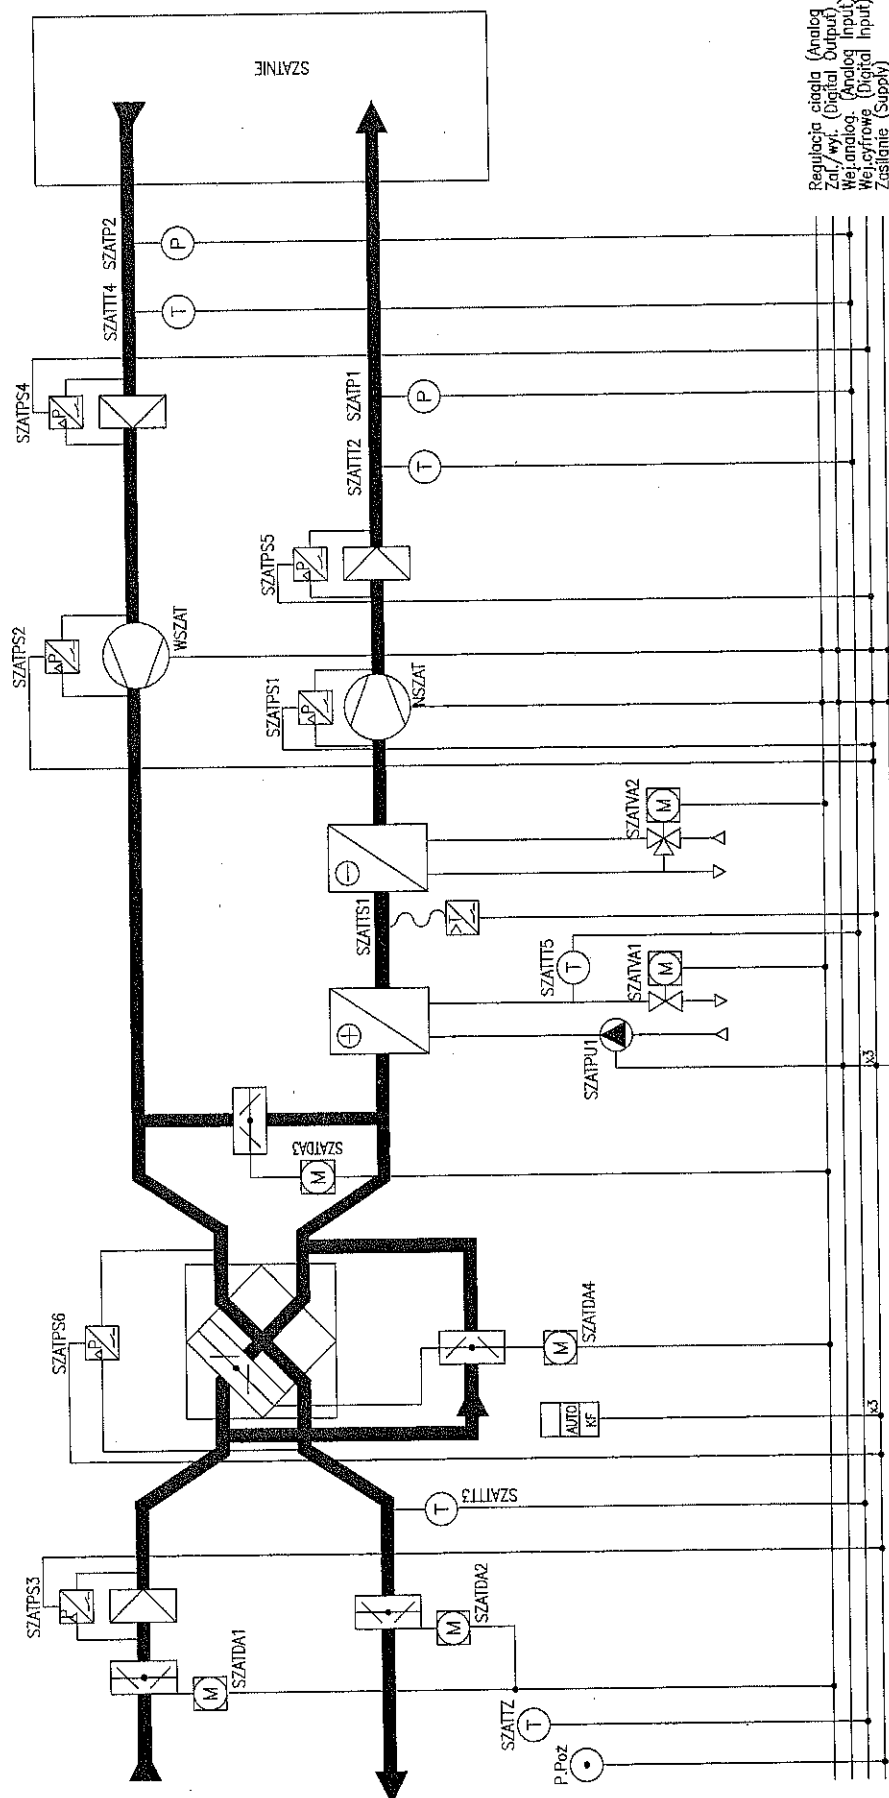 SZATNIE
SZATP2
SZATTT4
SZATPS4
SZATP1
SZATTT2
SZATPS5
SZATPS2
WSZAT
SZATPS1
NSZAT
SZATVA2
SZATTS1
SZATTT5
SZATVA1
SZATPU1
SZATDA3
SZATPS6
SZATDA4
AUTO
KF
SZATTT3
SZATPS3
SZATDA2
SZATDA1
SZATTZ
P.Poż
P
T
△P
△P
P
T
△P
△P
M
>T
T
M
M
△P
M
T
P
M
M
T
x3
x3
Regulacja ciągła (Analog
Zał./wył. (Digital Output)
Wej.analog. (Analog Input)
Wej.cyfrowe (Digital Input)
Zasilanie (Supply)